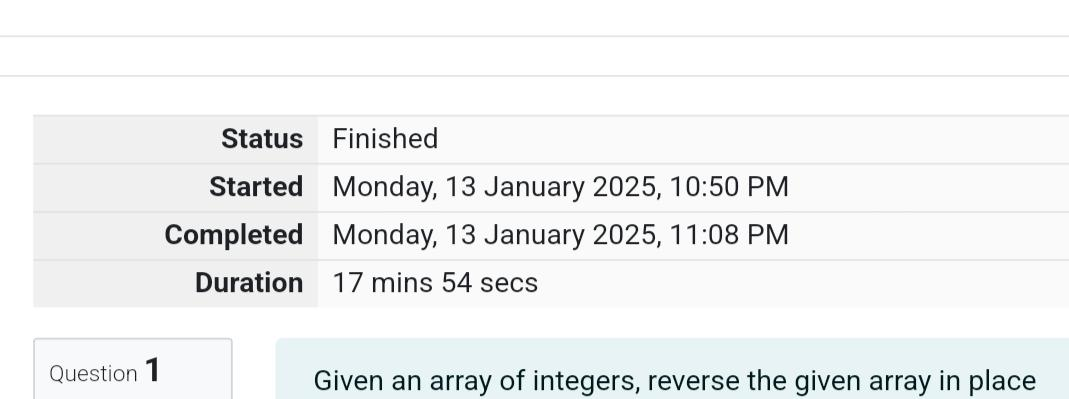 Status Finished
Started Monday, 13 January 2025, 10:50 PM
Completed Monday, 13 January 2025, 11:08 PM
Duration 17 mins 54 secs
Question 1
Given an array of integers, reverse the given array in place